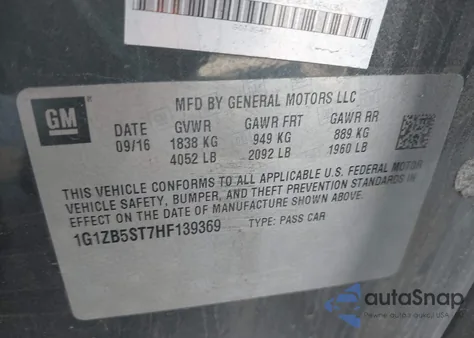 GM
MFD BY GENERAL MOTORS LLC
DATE GVWR GAWR FRT GAWR RR
09/16 1838 KG 949 KG 889 KG
4052 LB 2092 LB 1960 LB
THIS VEHICLE CONFORMS TO ALL APPLICABLE U.S. FEDERAL MOTOR
VEHICLE SAFETY, BUMPER, AND THEFT PREVENTION STANDARDS IN
EFFECT ON THE DATE OF MANUFACTURE SHOWN ABOVE.
1G1ZB5ST7HF139369 TYPE: PASS CAR
autoSnap